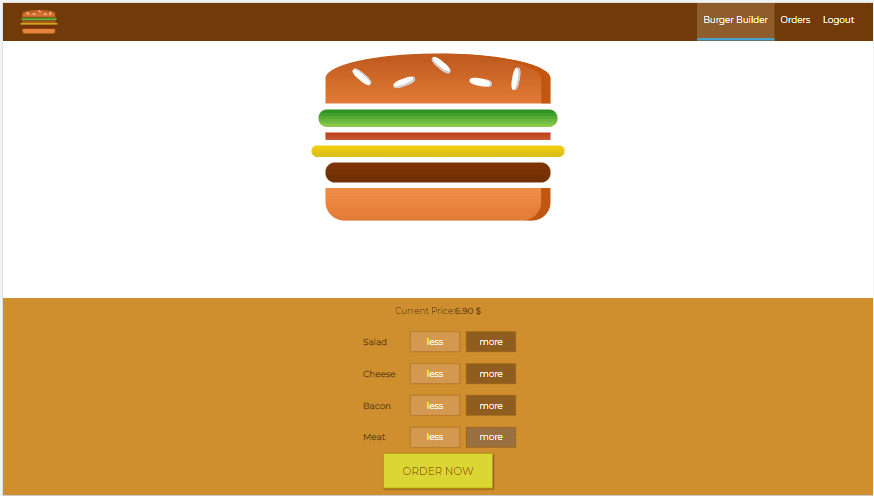 Burger Builder Orders Logout
Current Price:6.90 $
Salad less more
Cheese less more
Bacon less more
Meat less more
ORDER NOW